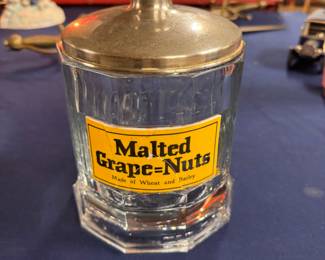 Malted
Grape=Nuts
Made of Wheat and Barley